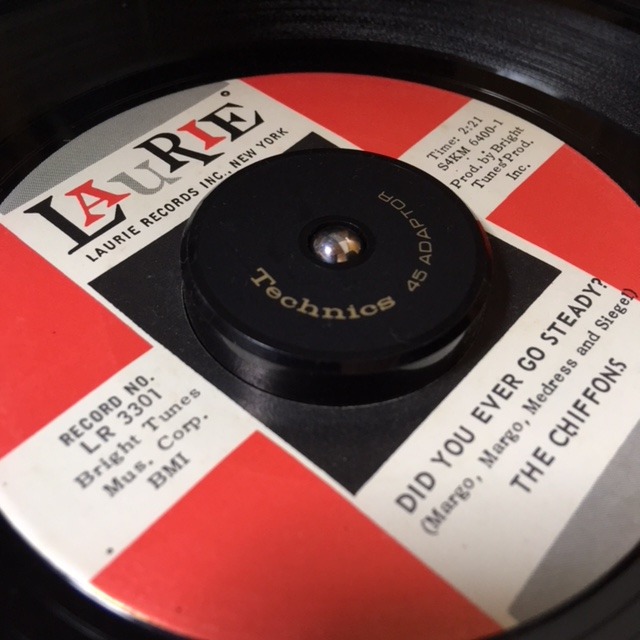 LAuRIE
LAURIE RECORDS INC., NEW YORK
Time: 2:21
S4KM 6400-1
Prod. by Bright
Tunes Prod.
Inc.
45 ADAPTOR
Technics
RECORD NO.
LR 3301
Bright Tunes
Mus. Corp.
BMI
DID YOU EVER GO STEADY?
(Margo, Margo, Medress and Siegel)
THE CHIFFONS